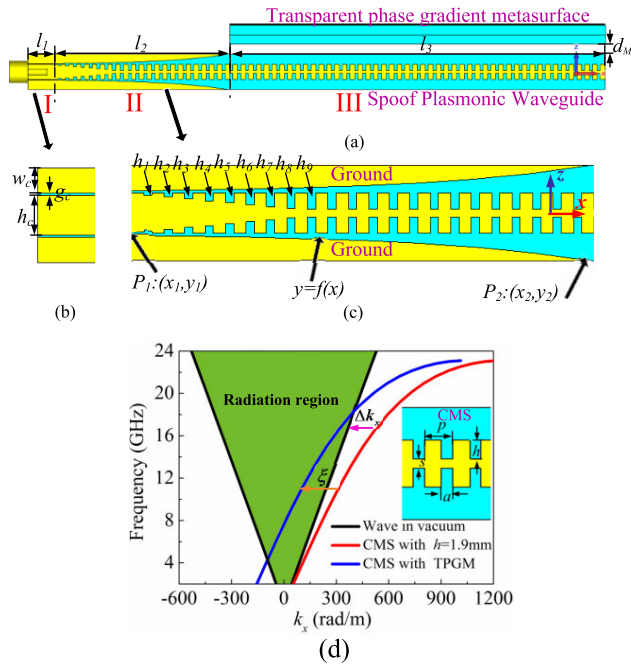 Transparent phase gradient metasurface
l1 l2 l3 dM
z
x
I II III Spoof Plasmonic Waveguide
(a)
h1 h2 h3 h4 h5 h6 h7 h8 h9 Ground
wc
gc
hc
z
x
Ground
P1:(x1,y1) y=f(x) P2:(x2,y2)
(b) (c)
24
20
16
12
8
4
Frequency (GHz)
Radiation region
Δkx
ξ
CMS
p
h
s
a
Wave in vacuum
CMS with h=1.9mm
CMS with TPGM
-600 -300 0 300 600 900 1200
kx (rad/m)
(d)